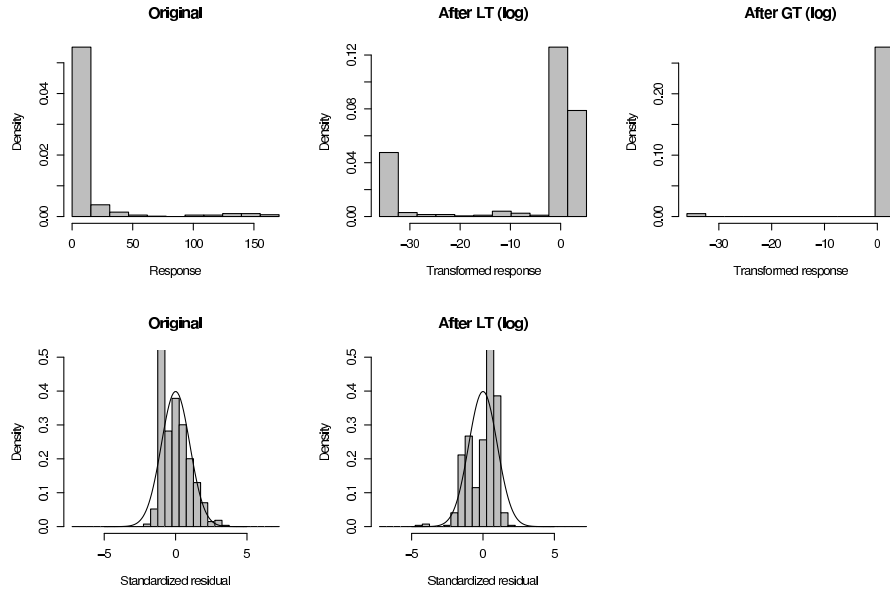 Original
After LT (log)
After GT (log)
Density
0.00
0.02
0.04
0
50
100
150
Response
Density
0.00
0.04
0.08
0.12
−30
−20
−10
0
Transformed response
Density
0.00
0.10
0.20
−30
−20
−10
0
Transformed response
Original
After LT (log)
Density
0.0
0.1
0.2
0.3
0.4
0.5
−5
0
5
Standardized residual
Density
0.0
0.1
0.2
0.3
0.4
0.5
−5
0
5
Standardized residual